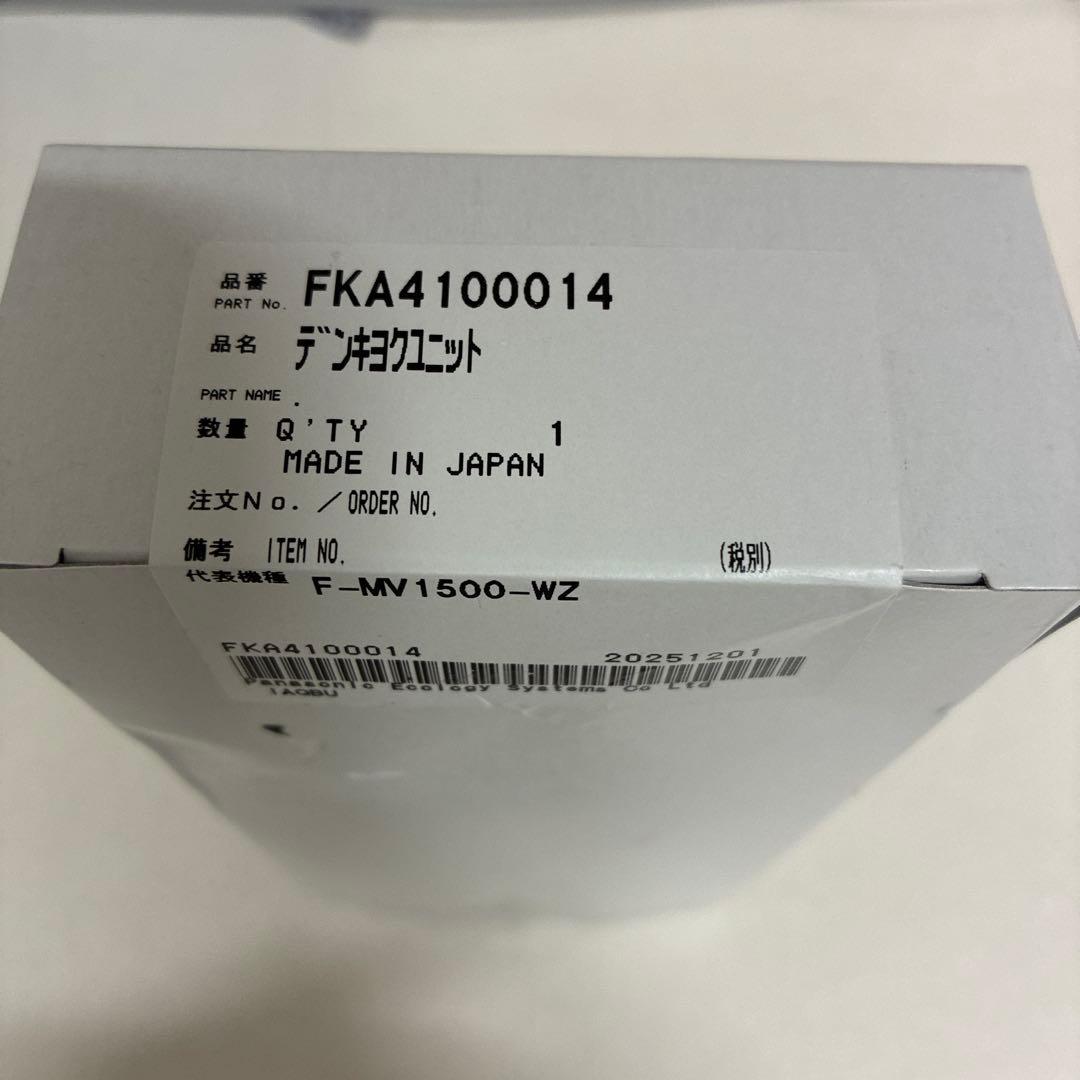 品番 PART No. FKA4100014
品名 デンキヨクユニット
PART NAME .
数量 Q'TY 1
MADE IN JAPAN
注文No.／ORDER NO.
備考 ITEM NO. (税別)
代表機種 F-MV1500-WZ
FKA4100014 20251201
Panasonic Ecology Systems Co Ltd
IAQBU